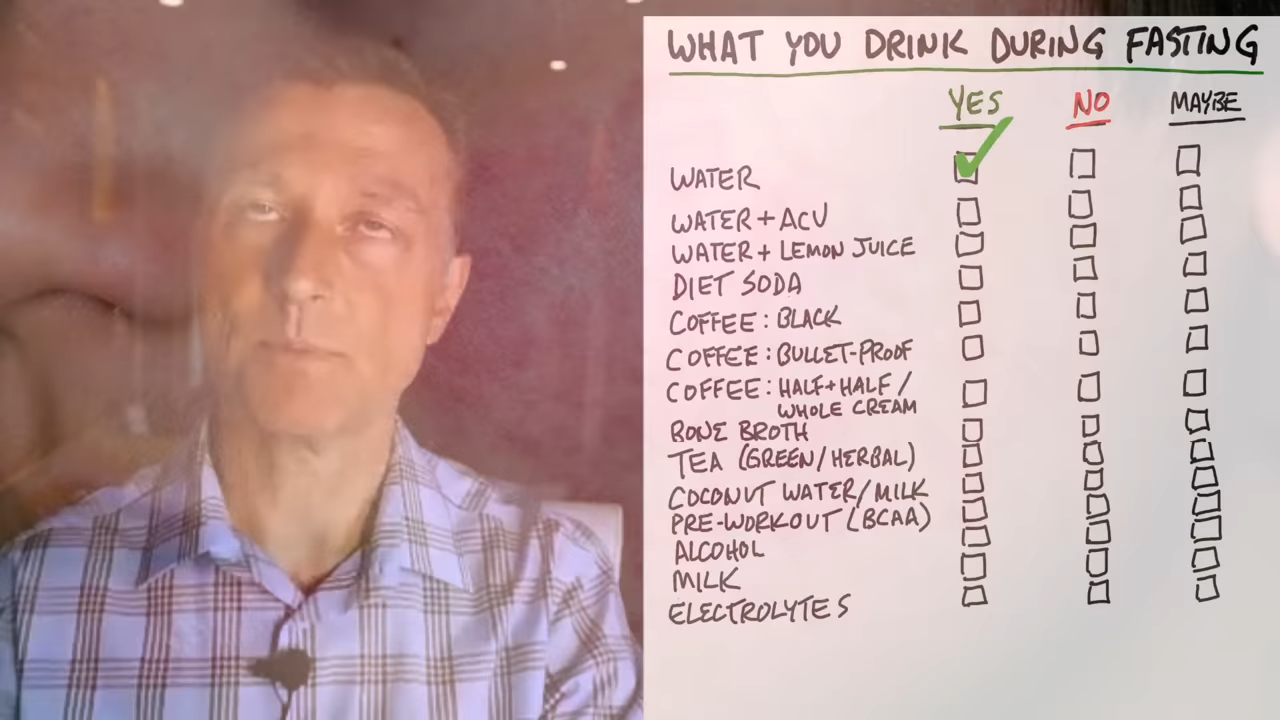 WHAT YOU DRINK DURING FASTING
YES NO MAYBE
WATER
WATER + ACV
WATER + LEMON JUICE
DIET SODA
COFFEE: BLACK
COFFEE: BULLET-PROOF
COFFEE: HALF + HALF /
WHOLE CREAM
BONE BROTH
TEA (GREEN/HERBAL)
COCONUT WATER/MILK
PRE-WORKOUT (BCAA)
ALCOHOL
MILK
ELECTROLYTES